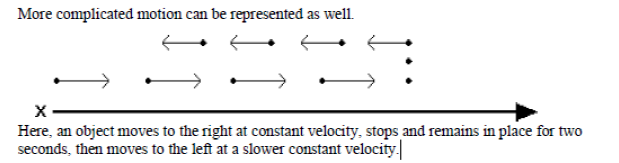 More complicated motion can be represented as well.
X
Here, an object moves to the right at constant velocity, stops and remains in place for two
seconds, then moves to the left at a slower constant velocity.